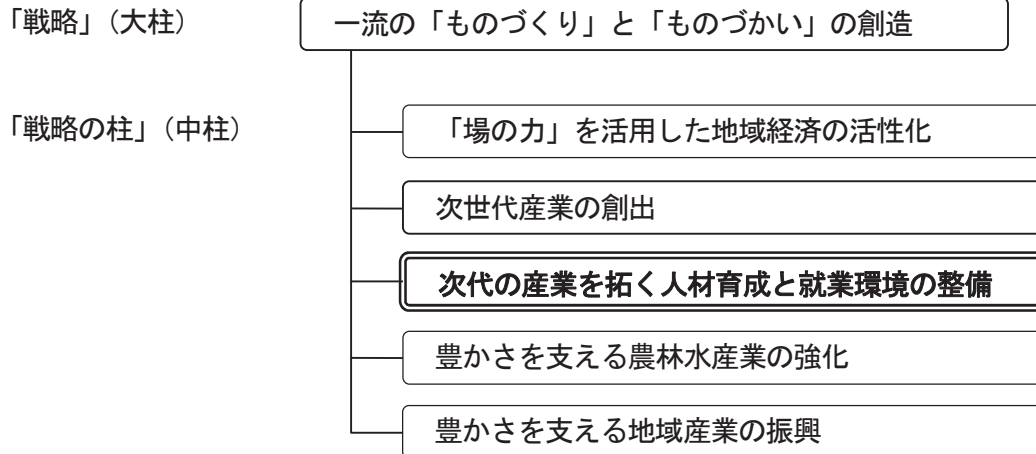 「戦略」（大柱）
一流の「ものづくり」と「ものづかい」の創造
「戦略の柱」（中柱）
「場の力」を活用した地域経済の活性化
次世代産業の創出
次代の産業を拓く人材育成と就業環境の整備
豊かさを支える農林水産業の強化
豊かさを支える地域産業の振興